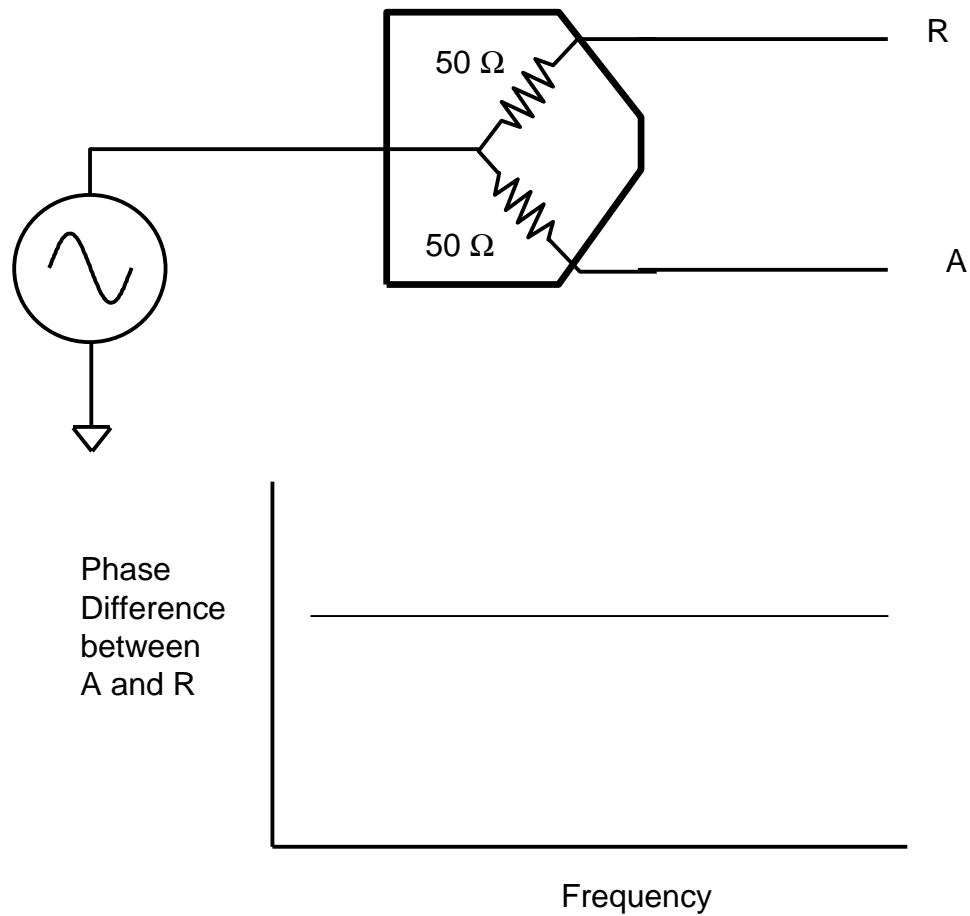 R
50 Ω
50 Ω
A
Phase
Difference
between
A and R
Frequency